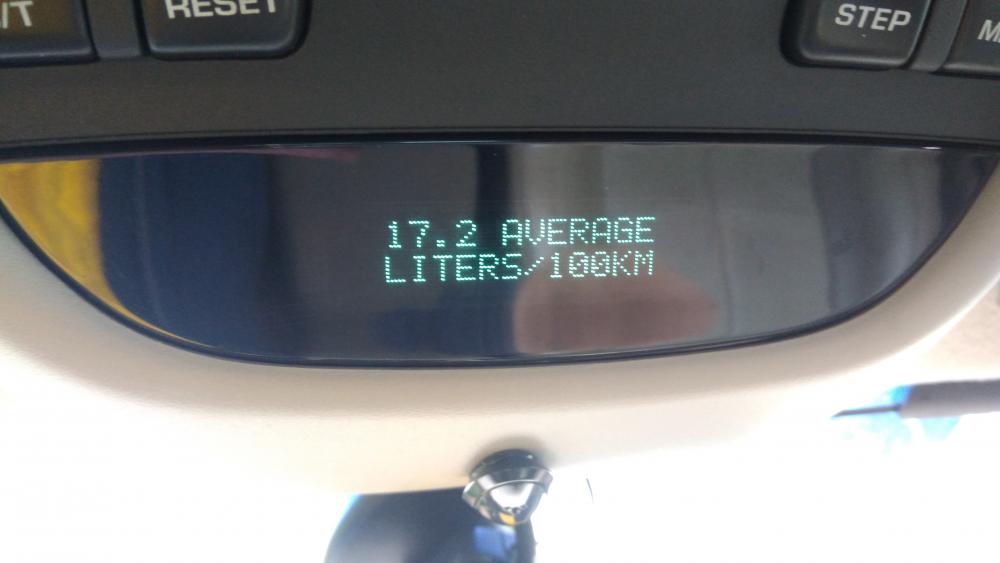 /T
RESET
STEP
17.2 AVERAGE
LITERS/100KM